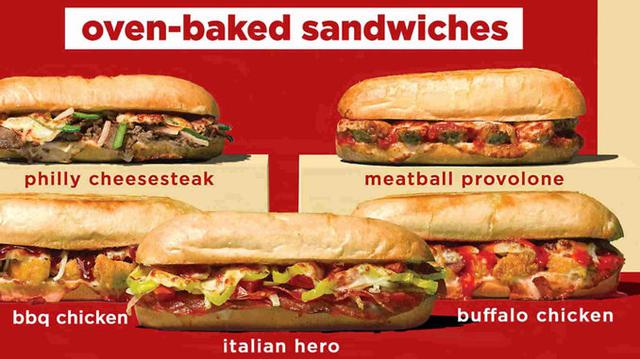 oven-baked sandwiches
philly cheesesteak
meatball provolone
bbq chicken
buffalo chicken
italian hero